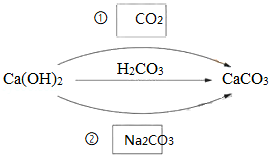 ① CO2
H₂CO₃
Ca(OH)₂ CaCO₃
② Na2CO3